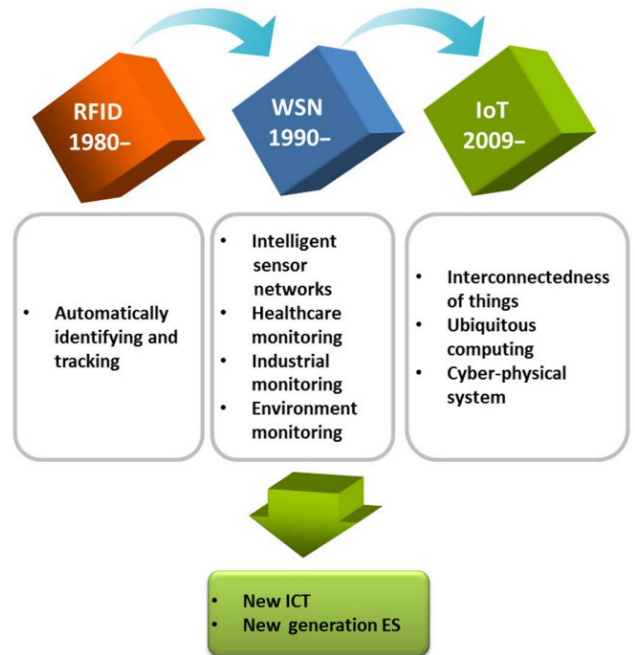 RFID
1980–
WSN
1990–
IoT
2009–
• Automatically
identifying and
tracking
• Intelligent
sensor
networks
• Healthcare
monitoring
• Industrial
monitoring
• Environment
monitoring
• Interconnectedness
of things
• Ubiquitous
computing
• Cyber-physical
system
• New ICT
• New generation ES